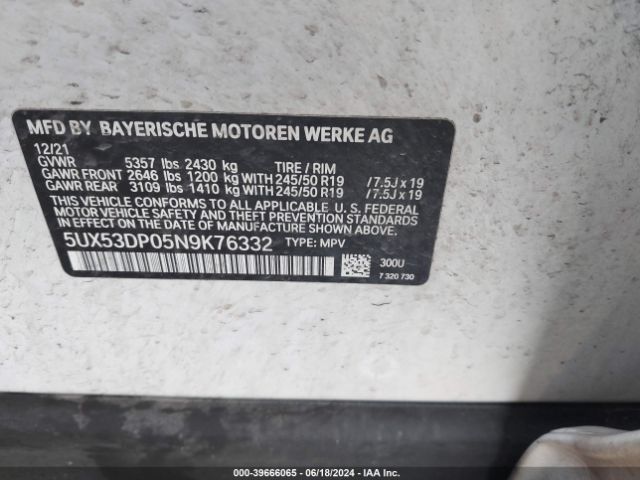 MFD BY BAYERISCHE MOTOREN WERKE AG
12/21
GVWR 5357 lbs 2430 kg TIRE / RIM
GAWR FRONT 2646 lbs 1200 kg WITH 245/50 R19 / 7.5J x 19
GAWR REAR 3109 lbs 1410 kg WITH 245/50 R19 / 7.5J x 19
THIS VEHICLE CONFORMS TO ALL APPLICABLE U. S. FEDERAL
MOTOR VEHICLE SAFETY AND THEFT PREVENTION STANDARDS
IN EFFECT ON THE DATE OF MANUFACTURE SHOWN ABOVE.
5UX53DP05N9K76332 TYPE: MPV
300U
7 320 730
000-39666065 / 06/18/2024 / IAA Inc.